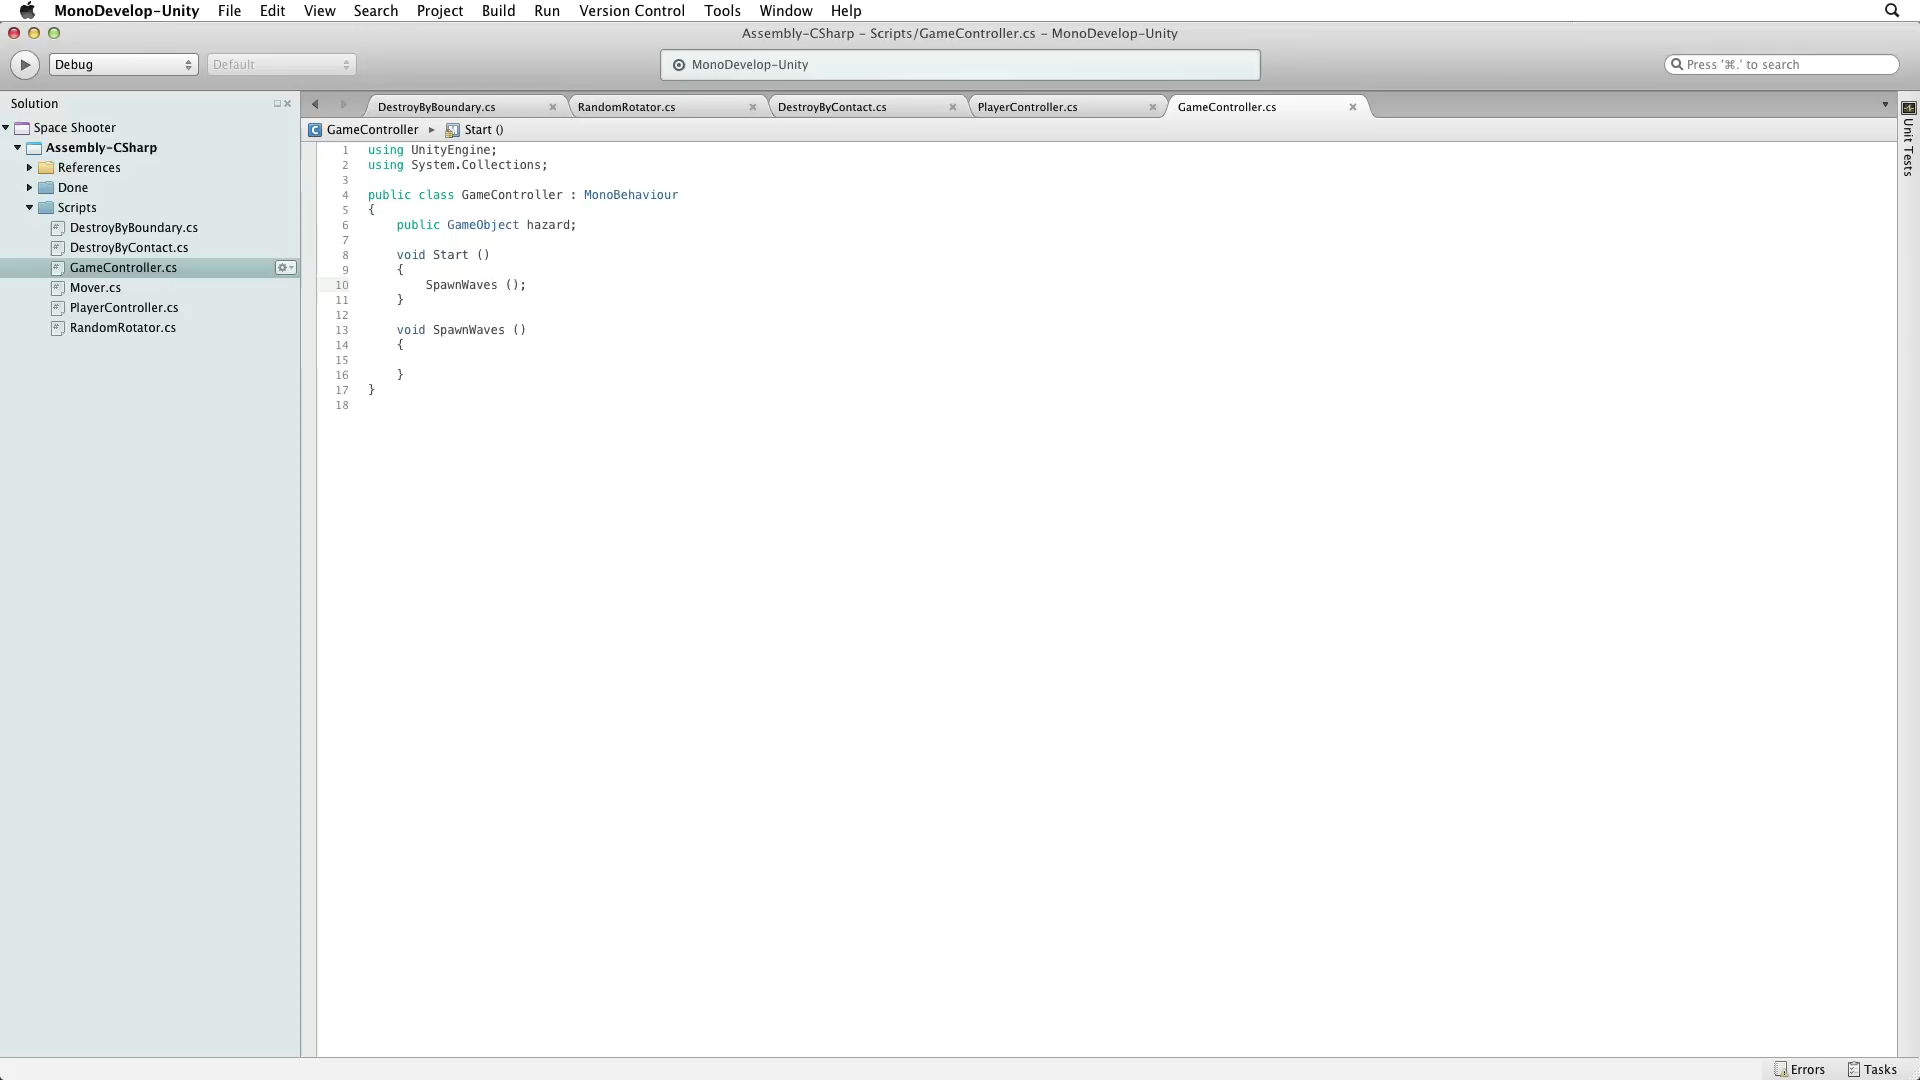 MonoDevelop-Unity File Edit View Search Project Build Run Version Control Tools Window Help
Assembly-CSharp – Scripts/GameController.cs – MonoDevelop-Unity
Debug Default MonoDevelop-Unity Press '⌘.' to search
Solution
Space Shooter
Assembly-CSharp
References
Done
Scripts
DestroyByBoundary.cs
DestroyByContact.cs
GameController.cs
Mover.cs
PlayerController.cs
RandomRotator.cs
DestroyByBoundary.cs RandomRotator.cs DestroyByContact.cs PlayerController.cs GameController.cs
GameController ▸ Start ()
1 using UnityEngine;
2 using System.Collections;
3
4 public class GameController : MonoBehaviour
5 {
6     public GameObject hazard;
7
8     void Start ()
9     {
10         SpawnWaves ();
11     }
12
13     void SpawnWaves ()
14     {
15
16     }
17 }
18
Unit Tests
Errors Tasks